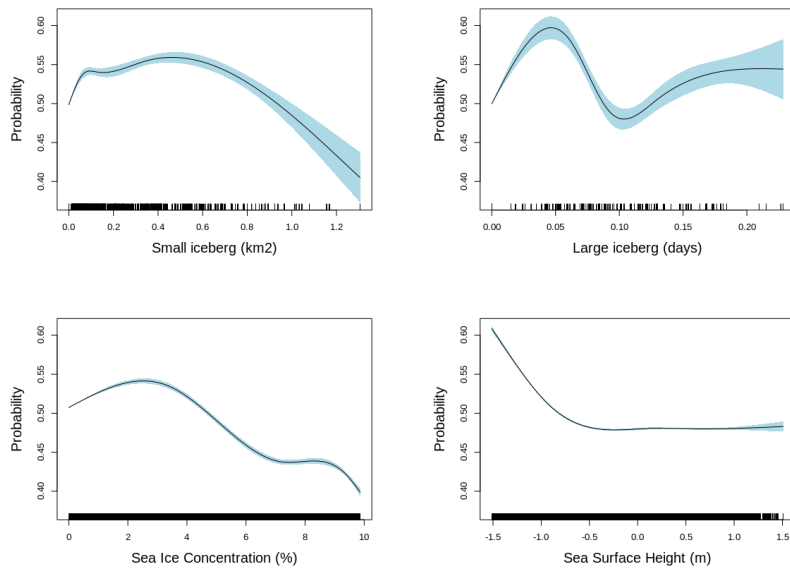 Probability
0.60
0.55
0.50
0.45
0.40
0.0 0.2 0.4 0.6 0.8 1.0 1.2
Small iceberg (km2)
Probability
0.60
0.55
0.50
0.45
0.40
0.00 0.05 0.10 0.15 0.20
Large iceberg (days)
Probability
0.60
0.55
0.50
0.45
0.40
0 2 4 6 8 10
Sea Ice Concentration (%)
Probability
0.60
0.55
0.50
0.45
0.40
-1.5 -1.0 -0.5 0.0 0.5 1.0 1.5
Sea Surface Height (m)